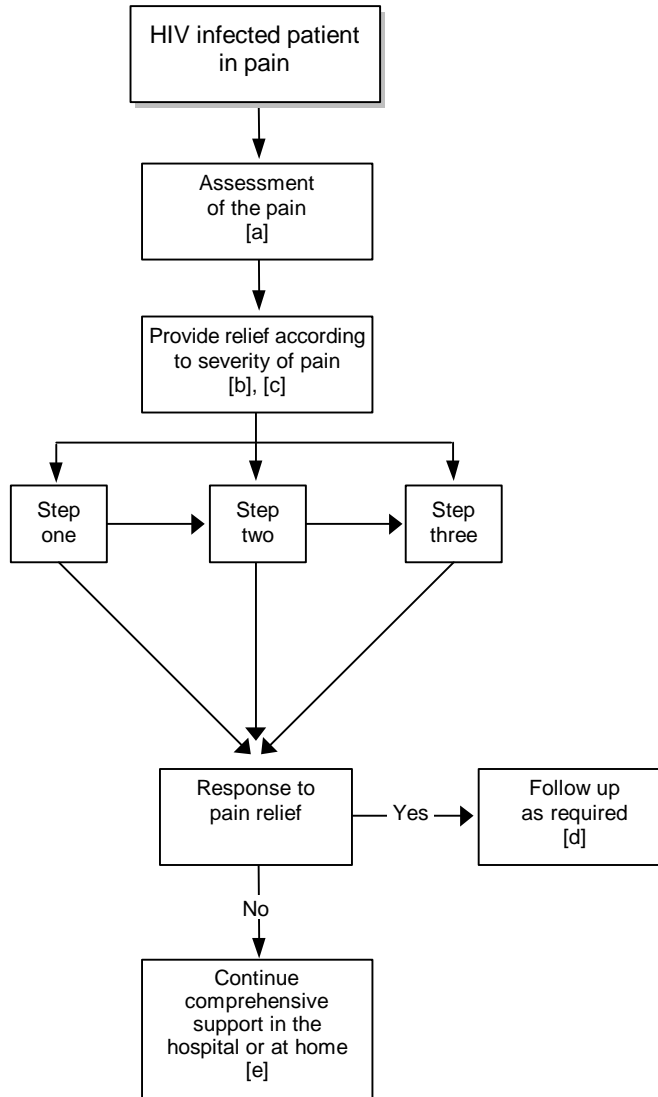 HIV infected patient
in pain
Assessment
of the pain
[a]
Provide relief according
to severity of pain
[b], [c]
Step
one
Step
two
Step
three
Response to
pain relief
Yes
Follow up
as required
[d]
No
Continue
comprehensive
support in the
hospital or at home
[e]